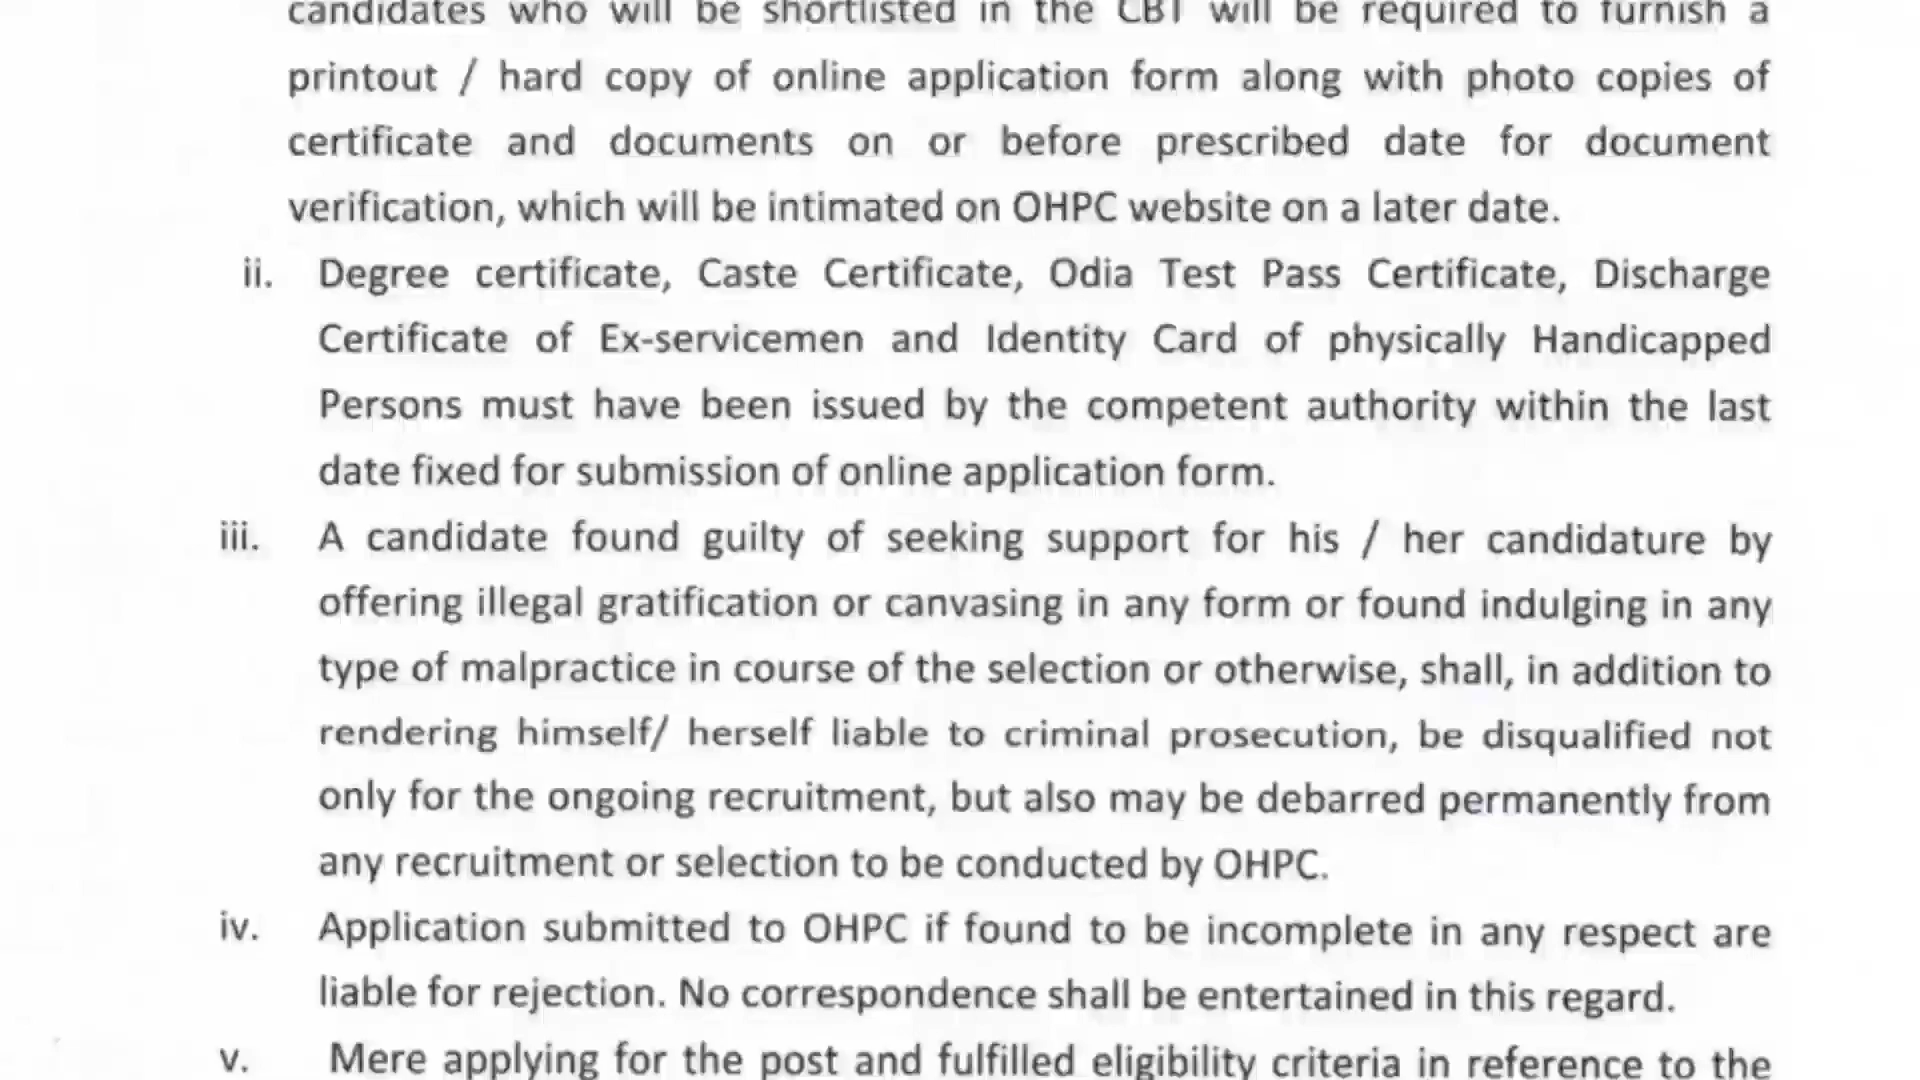 candidates who will be shortlisted in the CBT will be required to furnish a
printout / hard copy of online application form along with photo copies of
certificate and documents on or before prescribed date for document
verification, which will be intimated on OHPC website on a later date.
ii. Degree certificate, Caste Certificate, Odia Test Pass Certificate, Discharge
Certificate of Ex-servicemen and Identity Card of physically Handicapped
Persons must have been issued by the competent authority within the last
date fixed for submission of online application form.
iii. A candidate found guilty of seeking support for his / her candidature by
offering illegal gratification or canvasing in any form or found indulging in any
type of malpractice in course of the selection or otherwise, shall, in addition to
rendering himself/ herself liable to criminal prosecution, be disqualified not
only for the ongoing recruitment, but also may be debarred permanently from
any recruitment or selection to be conducted by OHPC.
iv. Application submitted to OHPC if found to be incomplete in any respect are
liable for rejection. No correspondence shall be entertained in this regard.
v. Mere applying for the post and fulfilled eligibility criteria in reference to the